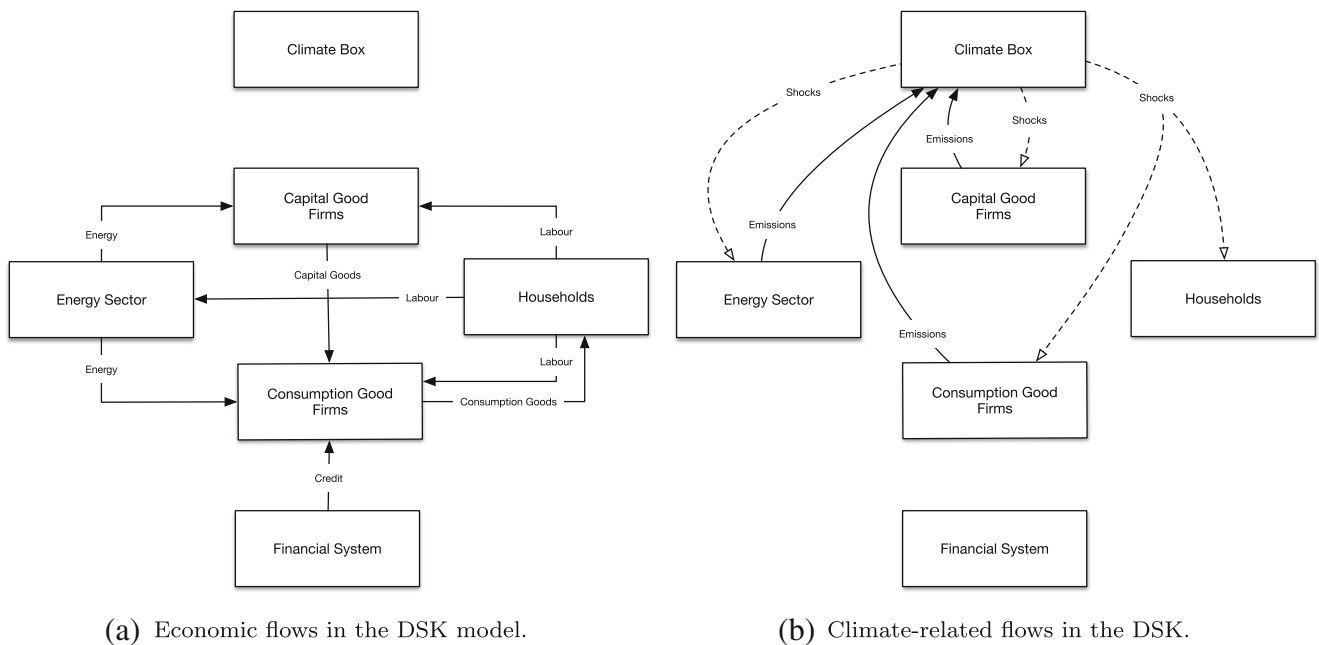 Climate Box
Capital Good
Firms
Energy
Labour
Capital Goods
Energy Sector
Labour
Households
Energy
Labour
Consumption Good
Firms
Consumption Goods
Credit
Financial System
(a) Economic flows in the DSK model.
Climate Box
Shocks
Shocks
Shocks
Emissions
Capital Good
Firms
Emissions
Energy Sector
Households
Emissions
Consumption Good
Firms
Financial System
(b) Climate-related flows in the DSK.